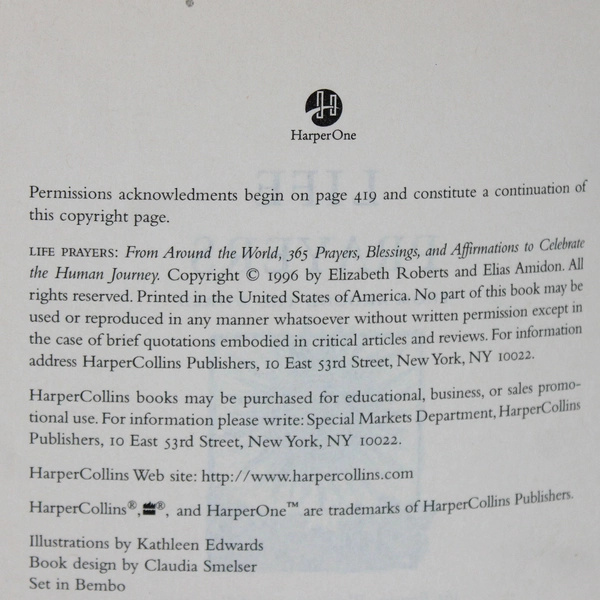 HarperOne
Permissions acknowledments begin on page 419 and constitute a continuation of
this copyright page.
LIFE PRAYERS: From Around the World, 365 Prayers, Blessings, and Affirmations to Celebrate
the Human Journey. Copyright © 1996 by Elizabeth Roberts and Elias Amidon. All
rights reserved. Printed in the United States of America. No part of this book may be
used or reproduced in any manner whatsoever without written permission except in
the case of brief quotations embodied in critical articles and reviews. For information
address HarperCollins Publishers, 10 East 53rd Street, New York, NY 10022.
HarperCollins books may be purchased for educational, business, or sales promo-
tional use. For information please write: Special Markets Department, HarperCollins
Publishers, 10 East 53rd Street, New York, NY 10022.
HarperCollins Web site: http://www.harpercollins.com
HarperCollins®, ®, and HarperOne™ are trademarks of HarperCollins Publishers.
Illustrations by Kathleen Edwards
Book design by Claudia Smelser
Set in Bembo